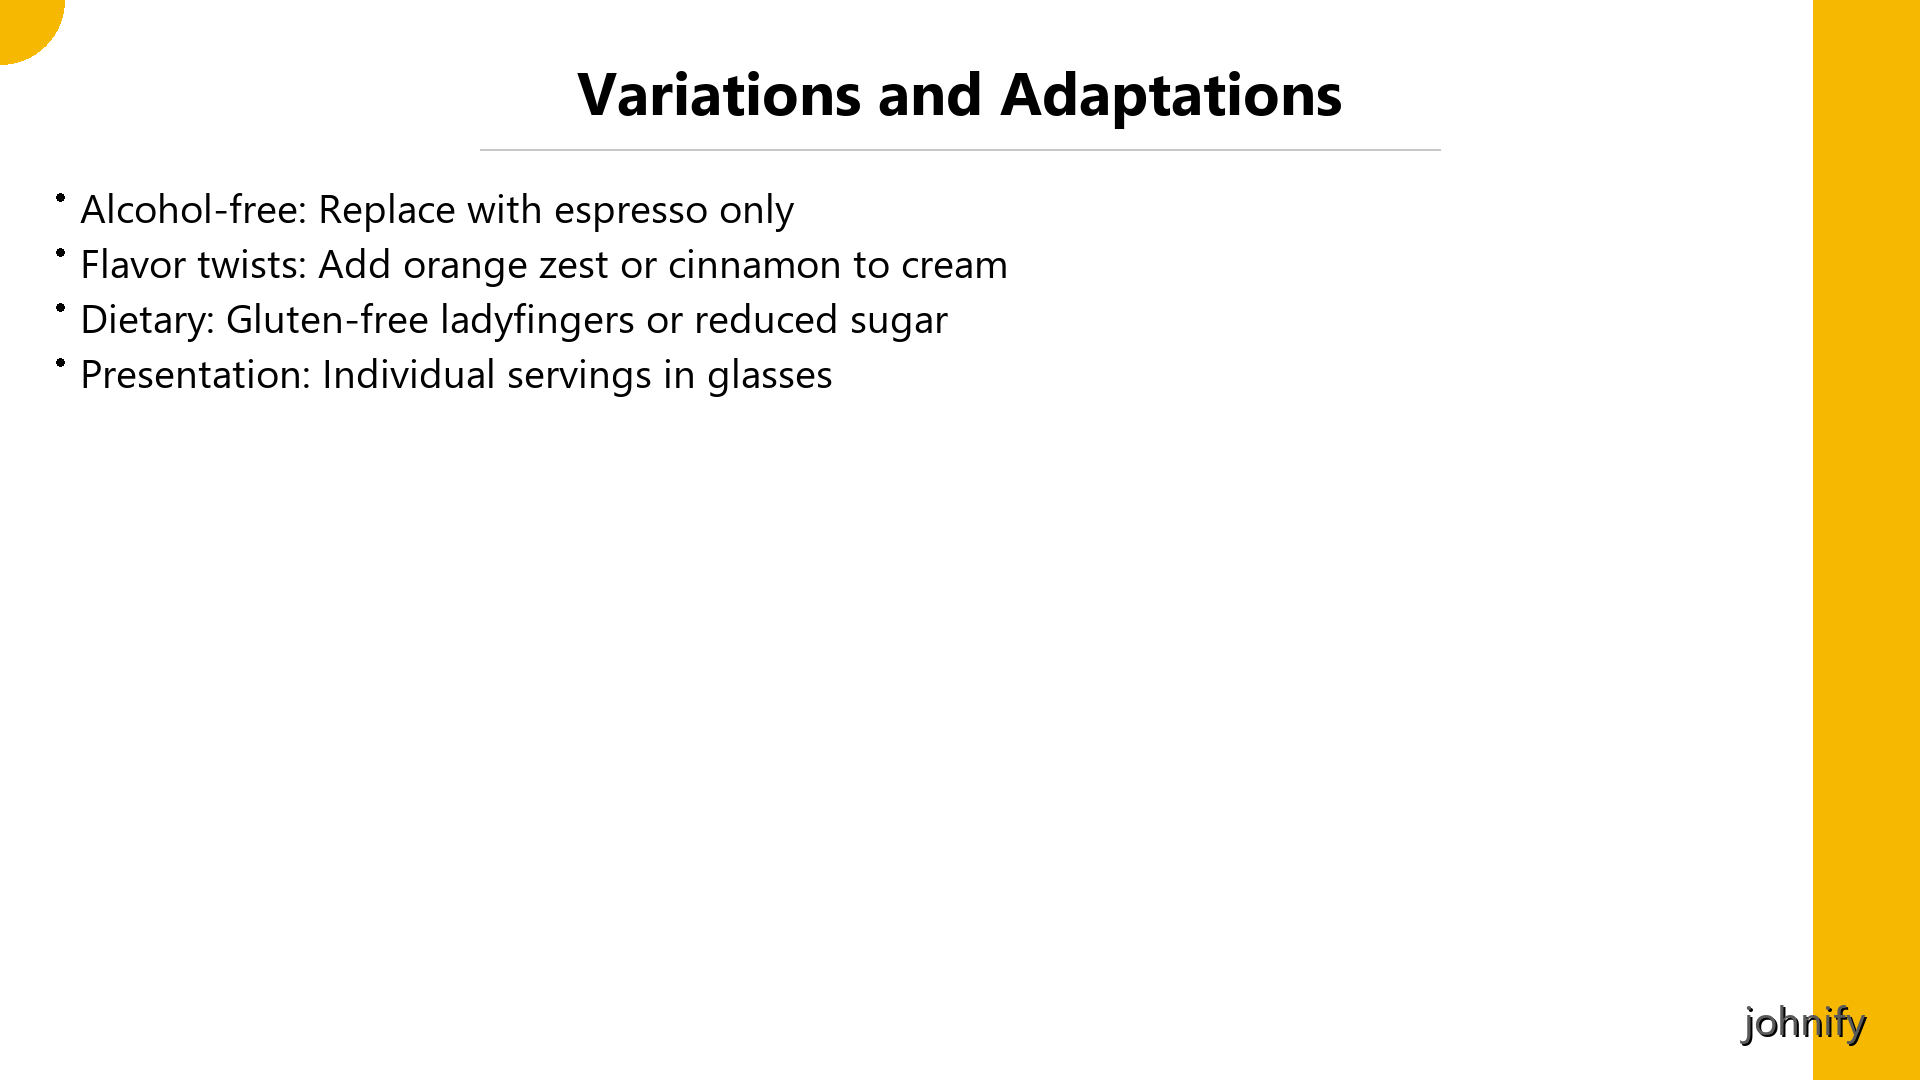 Variations and Adaptations
• Alcohol-free: Replace with espresso only
• Flavor twists: Add orange zest or cinnamon to cream
• Dietary: Gluten-free ladyfingers or reduced sugar
• Presentation: Individual servings in glasses
johnify